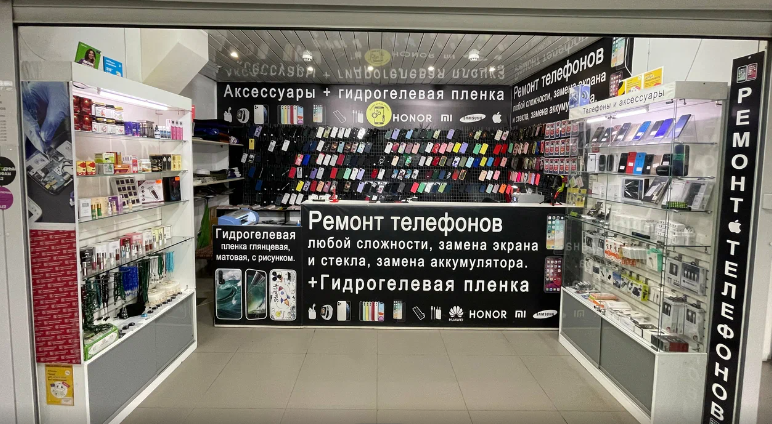 Аксессуары + гидрогелевая пленка
HONOR
SAMSUNG
Ремонт телефонов
любой сложности, замена экрана
и стекла, замена
Телефоны и аксессуары
Ремонт телефонов
любой сложности, замена экрана
и стекла, замена аккумулятора.
+Гидрогелевая пленка
HUAWEI HONOR SAMSUNG
Гидрогелевая
пленка глянцевая,
матовая, с рисунком.
РЕМОНТ ТЕЛЕФОНОВ